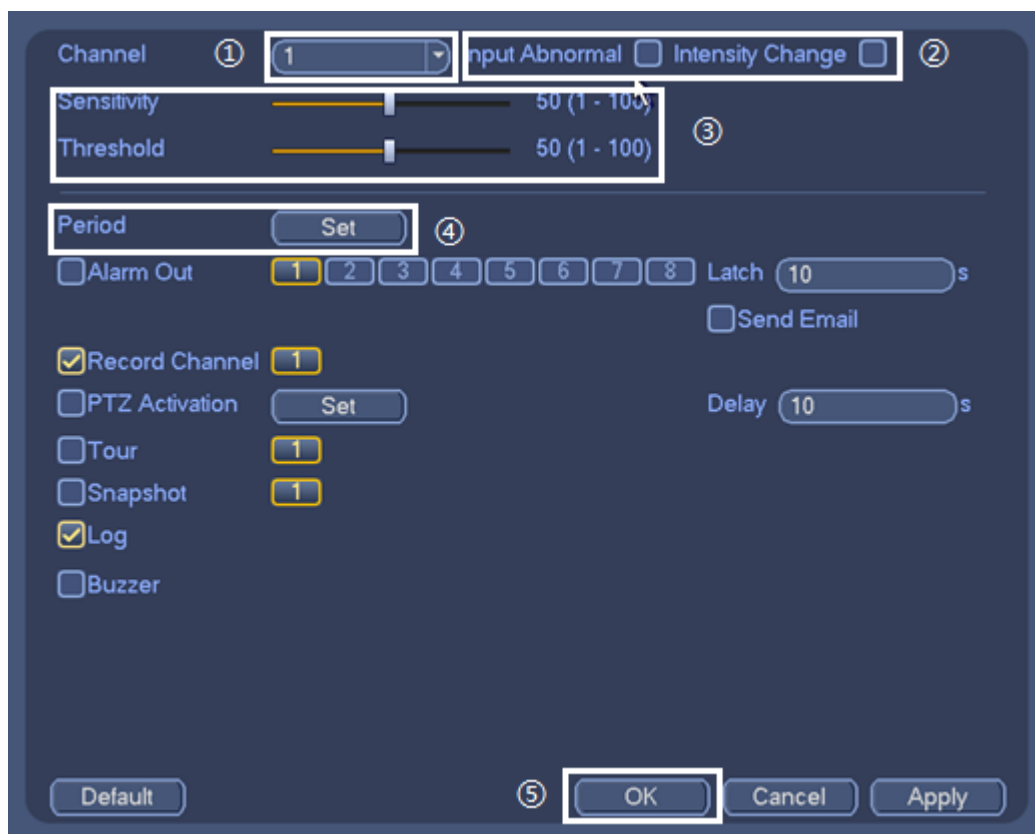 Channel ① 1 Input Abnormal Intensity Change ②
Sensitivity 50 (1 - 100)
③
Threshold 50 (1 - 100)
Period Set ④
Alarm Out 1 2 3 4 5 6 7 8 Latch 10 s
Send Email
Record Channel 1
PTZ Activation Set Delay 10 s
Tour 1
Snapshot 1
Log
Buzzer
Default ⑤ OK Cancel Apply